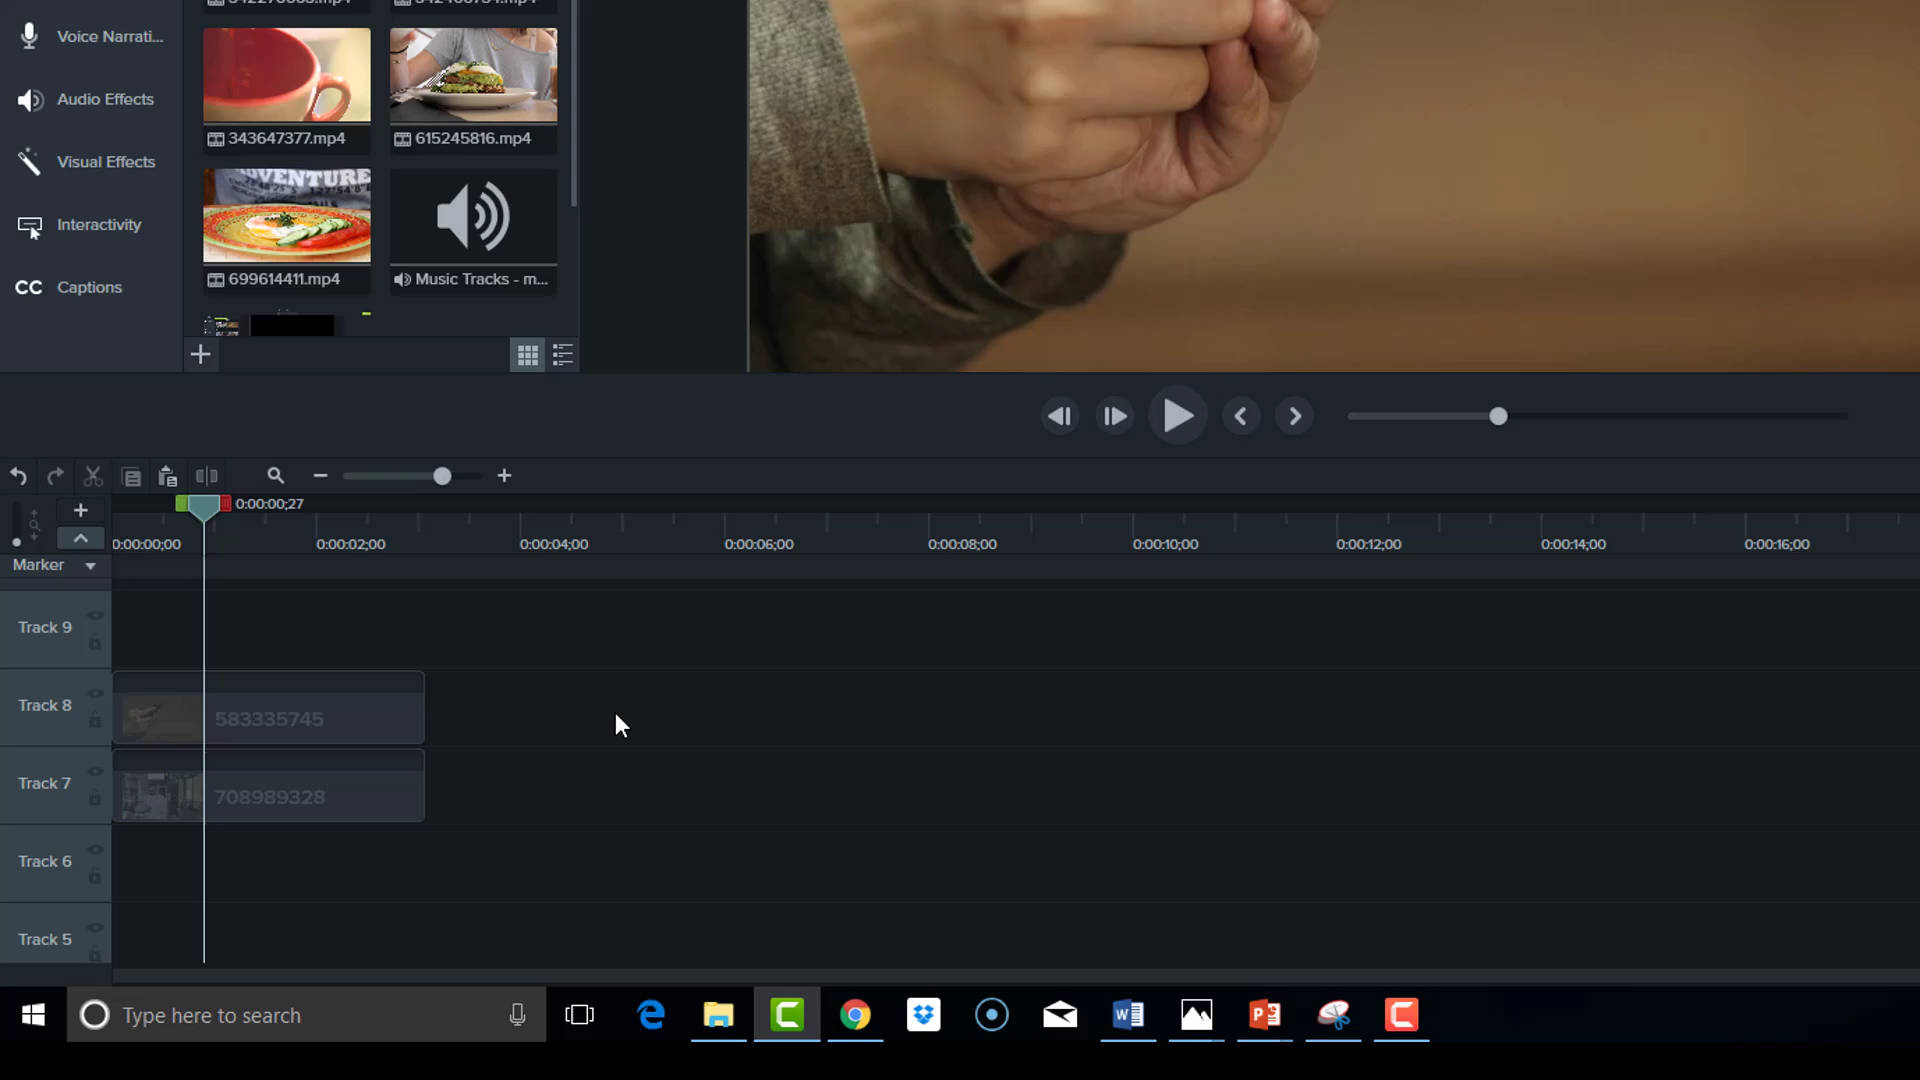 Voice Narrati...
343647377.mp4
615245816.mp4
Audio Effects
Visual Effects
ADVENTURE
Interactivity
699614411.mp4
Music Tracks - m...
CC Captions
0:00:00;27
0:00:00;00
0:00:02;00
0:00:04;00
0:00:06;00
0:00:08;00
0:00:10;00
0:00:12;00
0:00:14;00
0:00:16;00
Marker
Track 9
Track 8
583335745
Track 7
708989328
Track 6
Track 5
Type here to search